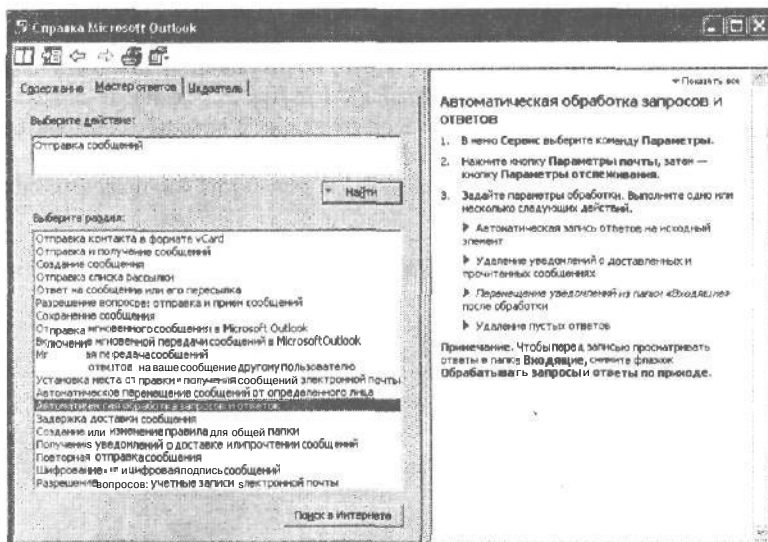 Справка Microsoft Outlook
Содержание Мастер ответов Указатель
Выберите действие:
Отправка сообщений
Найти
Выберите раздел:
Отправка контакта в формате vCard
Отправка и получение сообщений
Создание сообщения
Отправка списка рассылки
Ответ на сообщение или его пересылка
Разрешение вопросов: отправка и прием сообщений
Сохранение сообщения
Отправка мгновенного сообщения в Microsoft Outlook
Включение мгновенной передачи сообщений в Microsoft Outlook
Мг ая передача сообщений
ответов на ваше сообщение другому пользователю
Установка места отправки и получения сообщений электронной почты
Автоматическое перемещение сообщений от определенного лица
Автоматическая обработка запросов и ответов
Задержка доставки сообщения
Создание или изменение правила для общей папки
Получение уведомлений о доставке или прочтении сообщений
Повторная отправка сообщения
Шифрование и цифровая подпись сообщений
Разрешение вопросов: учетные записи электронной почты
Поиск в Интернете
Показать все
Автоматическая обработка запросов и
ответов
1. В меню Сервис выберите команду Параметры.
2. Нажмите кнопку Параметры почты, затем —
кнопку Параметры отслеживания.
3. Задайте параметры обработки. Выполните одно или
несколько следующих действий.
Автоматическая запись ответов на исходный
элемент
Удаление уведомлений о доставленных и
прочитанных сообщениях
Перемещение уведомлений из папки «Входящие»
после обработки
Удаление пустых ответов
Примечание. Чтобы перед записью просматривать
ответы в папке Входящие, снимите флажок
Обрабатывать запросы и ответы по приходе.